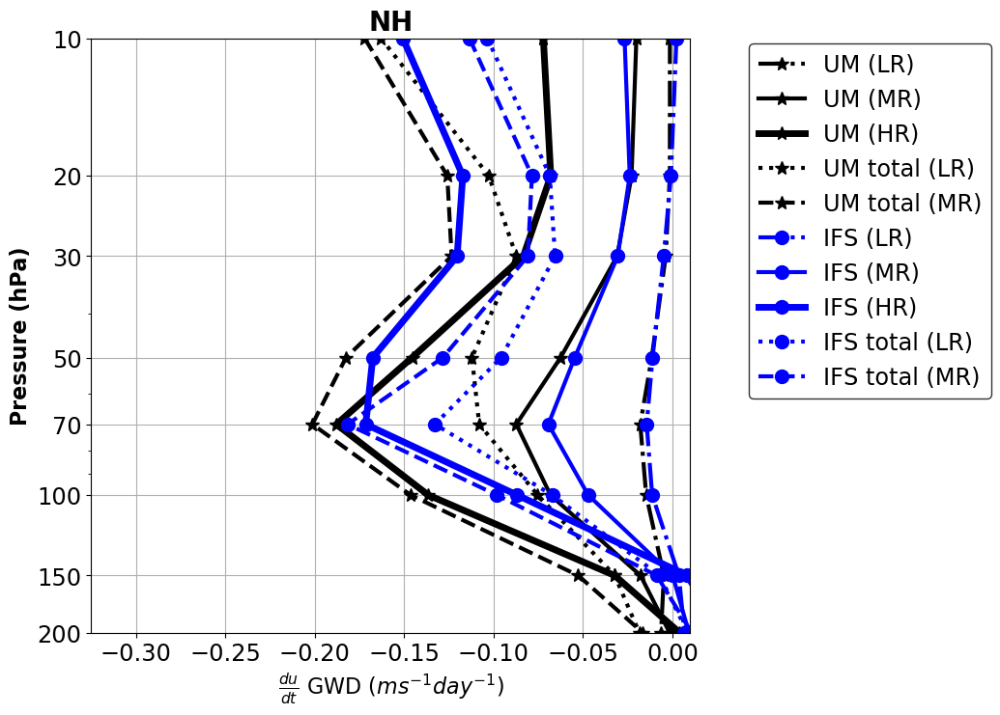 NH
10
20
30
50
70
100
150
200
Pressure (hPa)
−0.30 −0.25 −0.20 −0.15 −0.10 −0.05 0.00
du/dt GWD (ms⁻¹day⁻¹)
UM (LR)
UM (MR)
UM (HR)
UM total (LR)
UM total (MR)
IFS (LR)
IFS (MR)
IFS (HR)
IFS total (LR)
IFS total (MR)